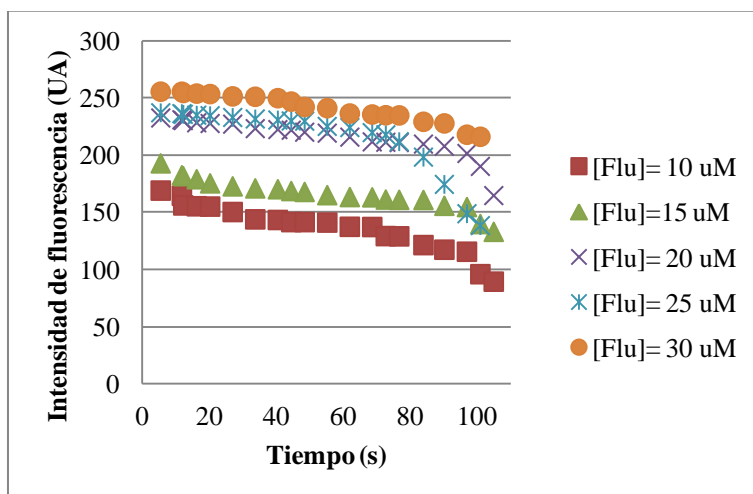 300
250
200
150
100
50
0
0 20 40 60 80 100
Intensidad de fluorescencia (UA)
Tiempo (s)
[Flu]= 10 uM
[Flu]=15 uM
[Flu]= 20 uM
[Flu]= 25 uM
[Flu]= 30 uM